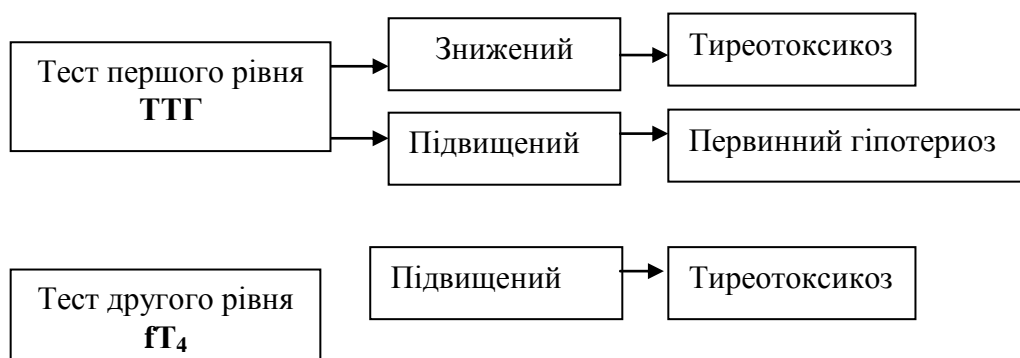 Тест першого рівня
ТТГ
Знижений
Тиреотоксикоз
Підвищений
Первинний гіпотериоз
Тест другого рівня
fT₄
Підвищений
Тиреотоксикоз